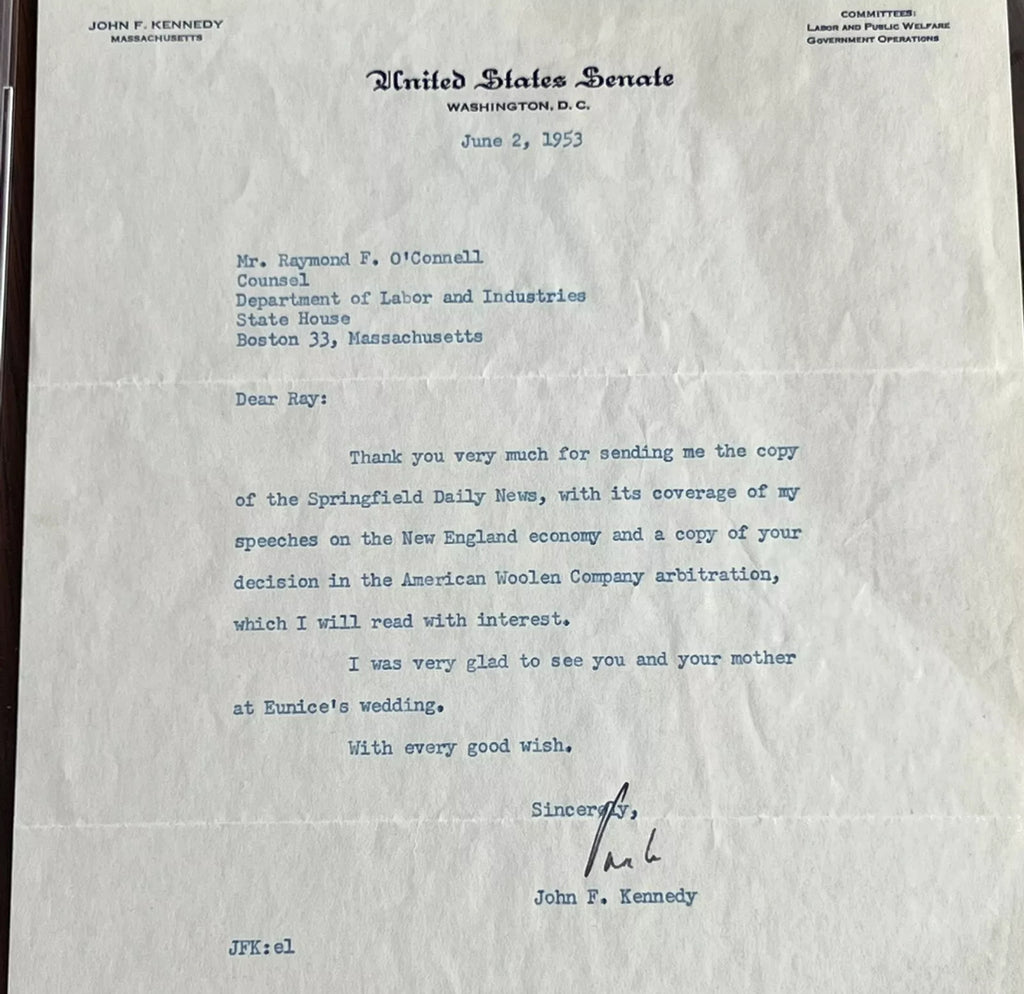 JOHN F. KENNEDY
MASSACHUSETTS
COMMITTEES:
LABOR AND PUBLIC WELFARE
GOVERNMENT OPERATIONS
United States Senate
WASHINGTON, D. C.
June 2, 1953
Mr. Raymond F. O'Connell
Counsel
Department of Labor and Industries
State House
Boston 33, Massachusetts
Dear Ray:
Thank you very much for sending me the copy
of the Springfield Daily News, with its coverage of my
speeches on the New England economy and a copy of your
decision in the American Woolen Company arbitration,
which I will read with interest.
I was very glad to see you and your mother
at Eunice's wedding.
With every good wish.
Sincerely,
Jack
John F. Kennedy
JFK:el